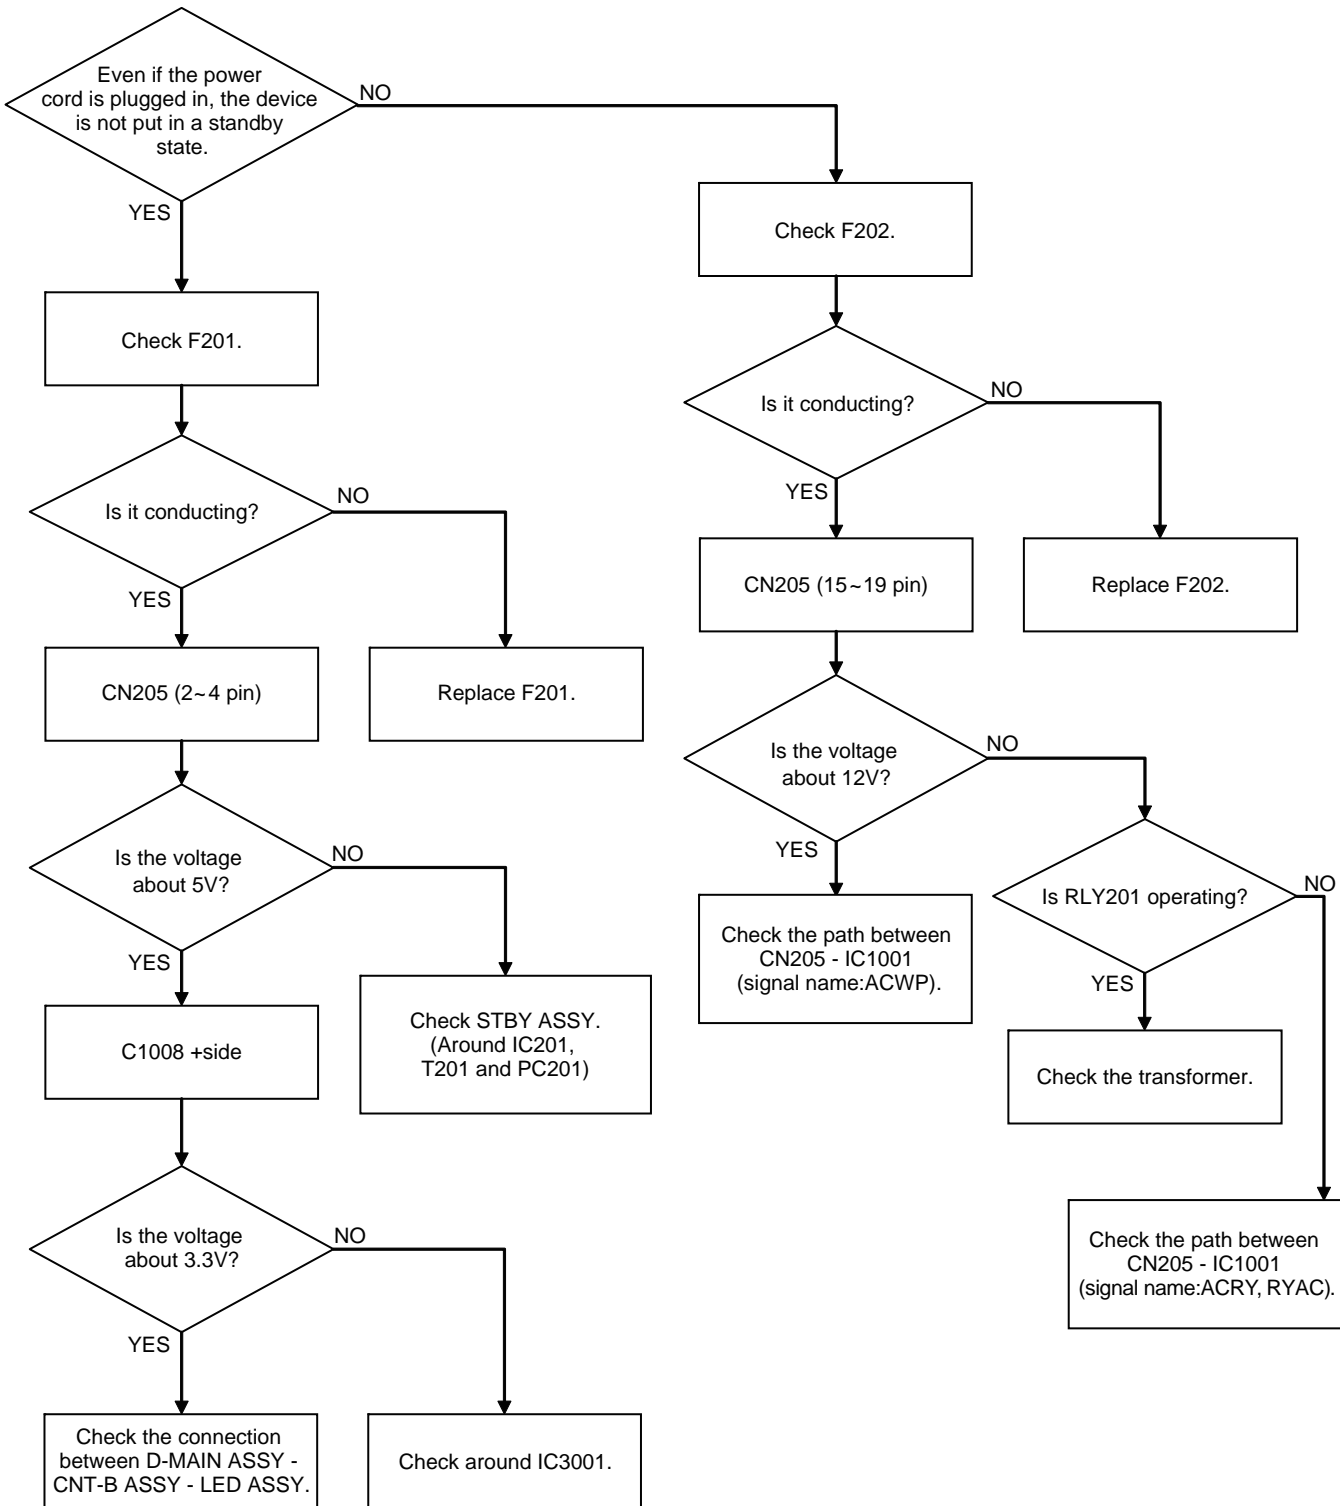 Even if the power
cord is plugged in, the device
is not put in a standby
state.
NO
YES
Check F201.
Is it conducting?
NO
YES
CN205 (2~4 pin)
Replace F201.
Is the voltage
about 5V?
NO
YES
C1008 +side
Check STBY ASSY.
(Around IC201,
T201 and PC201)
Is the voltage
about 3.3V?
NO
YES
Check the connection
between D-MAIN ASSY -
CNT-B ASSY - LED ASSY.
Check around IC3001.
Check F202.
Is it conducting?
NO
YES
CN205 (15~19 pin)
Replace F202.
Is the voltage
about 12V?
NO
YES
Check the path between
CN205 - IC1001
(signal name:ACWP).
Is RLY201 operating?
NO
YES
Check the transformer.
Check the path between
CN205 - IC1001
(signal name:ACRY, RYAC).